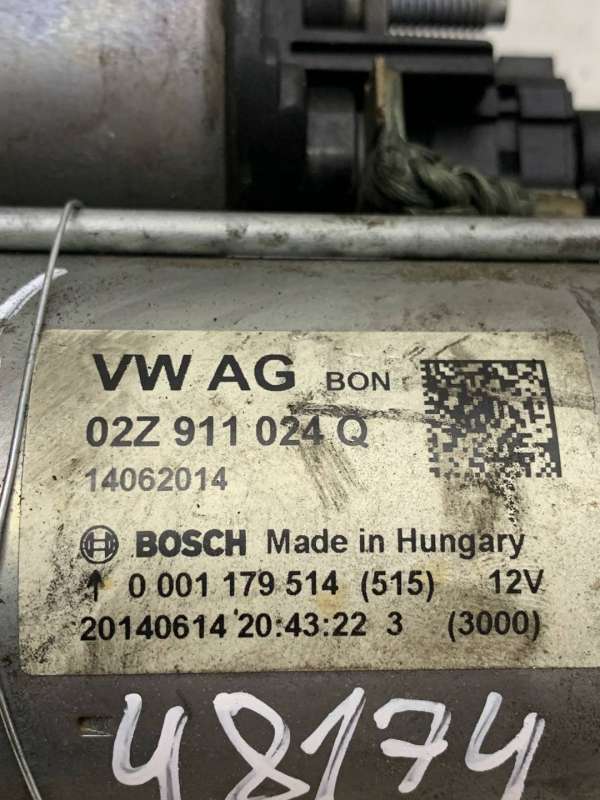 VW AG BON
02Z 911 024 Q
14062014
BOSCH Made in Hungary
↑ 0 001 179 514 (515) 12V
20140614 20:43:22 3 (3000)
48174